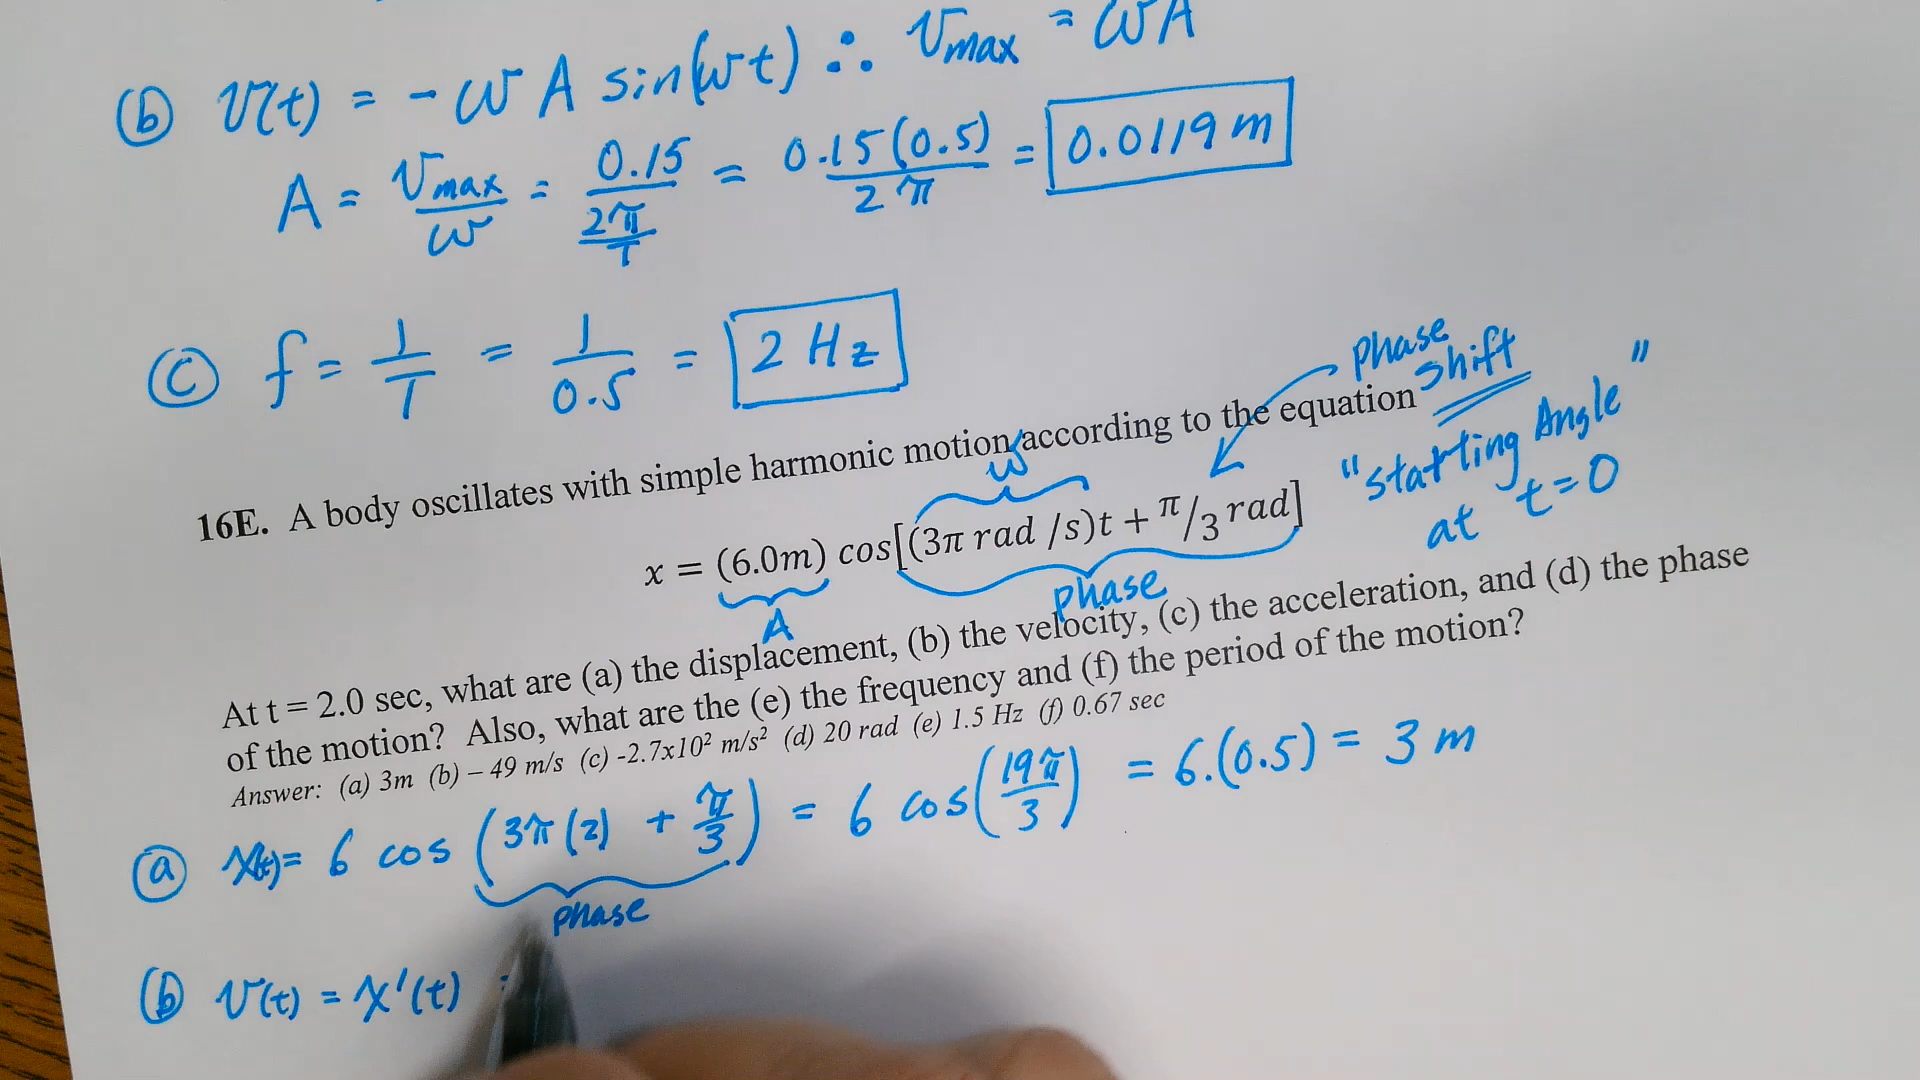 (b) v(t) = -ω A sin(ωt) ∴ Vmax = ωA
A = Vmax/ω = 0.15/(2π/T) = 0.15(0.5)/2π = 0.0119 m
(c) f = 1/T = 1/0.5 = 2 Hz
phase
shift
"starting Angle"
at t=0
16E. A body oscillates with simple harmonic motion according to the equation
ω
x = (6.0m) cos[(3π rad /s)t + π/3 rad]
A
phase
At t = 2.0 sec, what are (a) the displacement, (b) the velocity, (c) the acceleration, and (d) the phase
of the motion? Also, what are the (e) the frequency and (f) the period of the motion?
Answer: (a) 3m (b) – 49 m/s (c) -2.7x10² m/s² (d) 20 rad (e) 1.5 Hz (f) 0.67 sec
(a) x(t)= 6 cos (3π(2) + π/3) = 6 cos(19π/3) = 6.(0.5) = 3 m
phase
(b) v(t) = x'(t) =